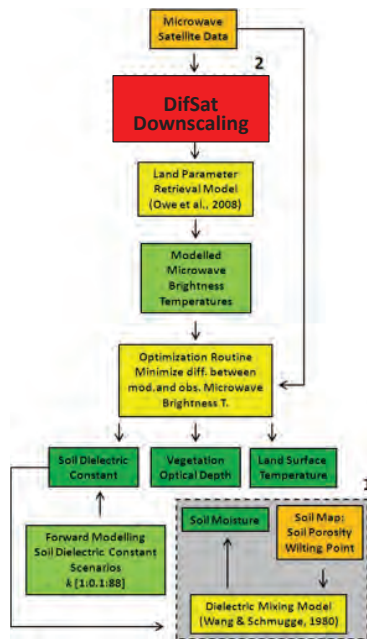 Microwave
Satellite Data
2
DifSat
Downscaling
Land Parameter
Retrieval Model
(Owe et al., 2008)
Modelled
Microwave
Brightness
Temperatures
Optimization Routine
Minimize diff. between
mod.and obs. Microwave
Brightness T.
Soil Dielectric
Constant
Vegetation
Optical Depth
Land Surface
Temperature
1
Forward Modelling
Soil Dielectric Constant
Scenarios
k [1:0.1:88]
Soil Moisture
Soil Map:
Soil Porosity
Wilting Point
Dielectric Mixing Model
(Wang & Schmugge, 1980)